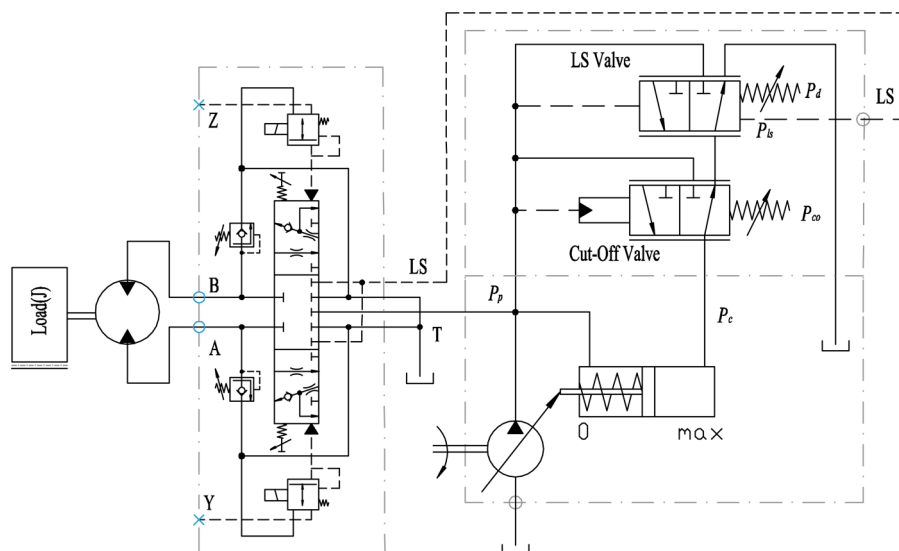 LS Valve
P_d
Z
P_ls
LS
P_co
Cut-Off Valve
LS
B
P_p
Load(J)
P_c
T
A
0
max
Y